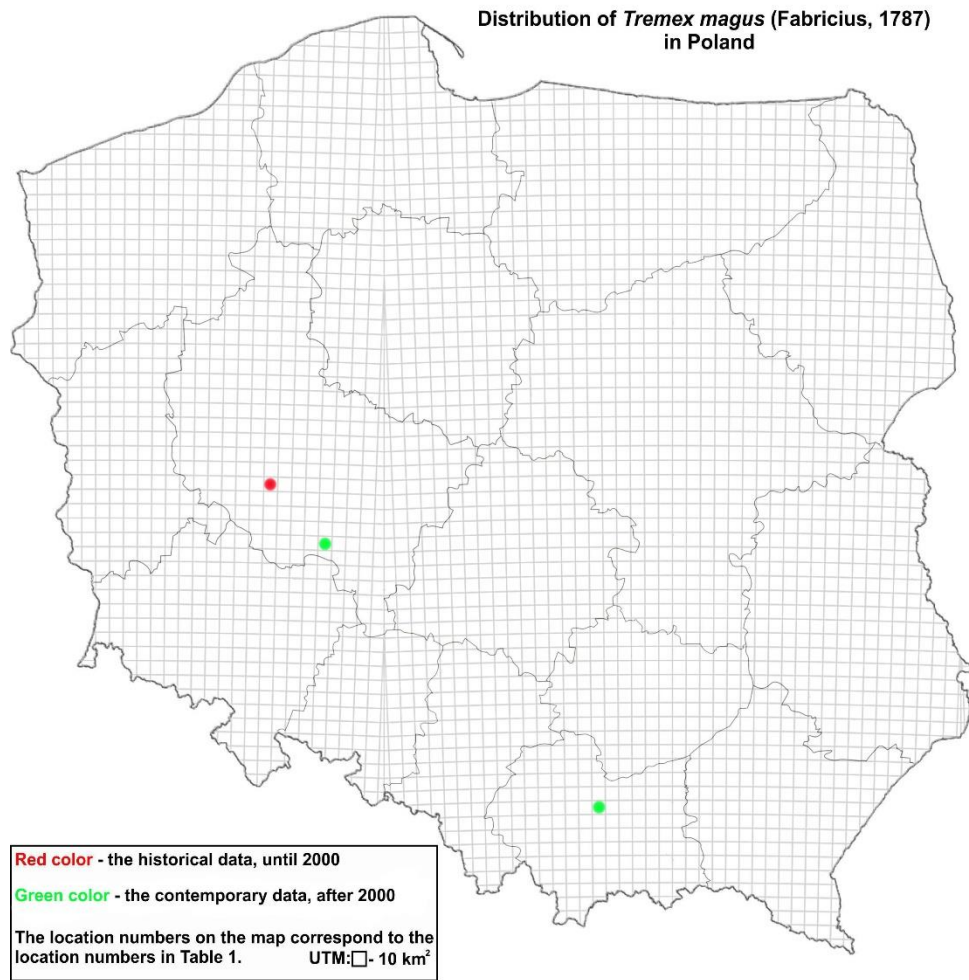 Distribution of Tremex magus (Fabricius, 1787)
in Poland
Red color - the historical data, until 2000
Green color - the contemporary data, after 2000
The location numbers on the map correspond to the
location numbers in Table 1. UTM:□- 10 km²